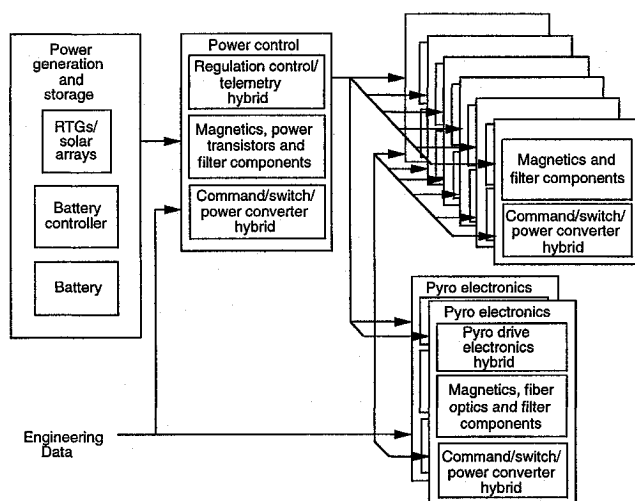 Power
generation
and
storage
RTGs/
solar
arrays
Battery
controller
Battery
Power control
Regulation control/
telemetry
hybrid
Magnetics, power
transistors and
filter components
Command/switch/
power converter
hybrid
Magnetics and
filter components
Command/switch/
power converter
hybrid
Pyro electronics
Pyro electronics
Pyro drive
electronics
hybrid
Magnetics, fiber
optics and filter
components
Command/switch/
power converter
hybrid
Engineering
Data